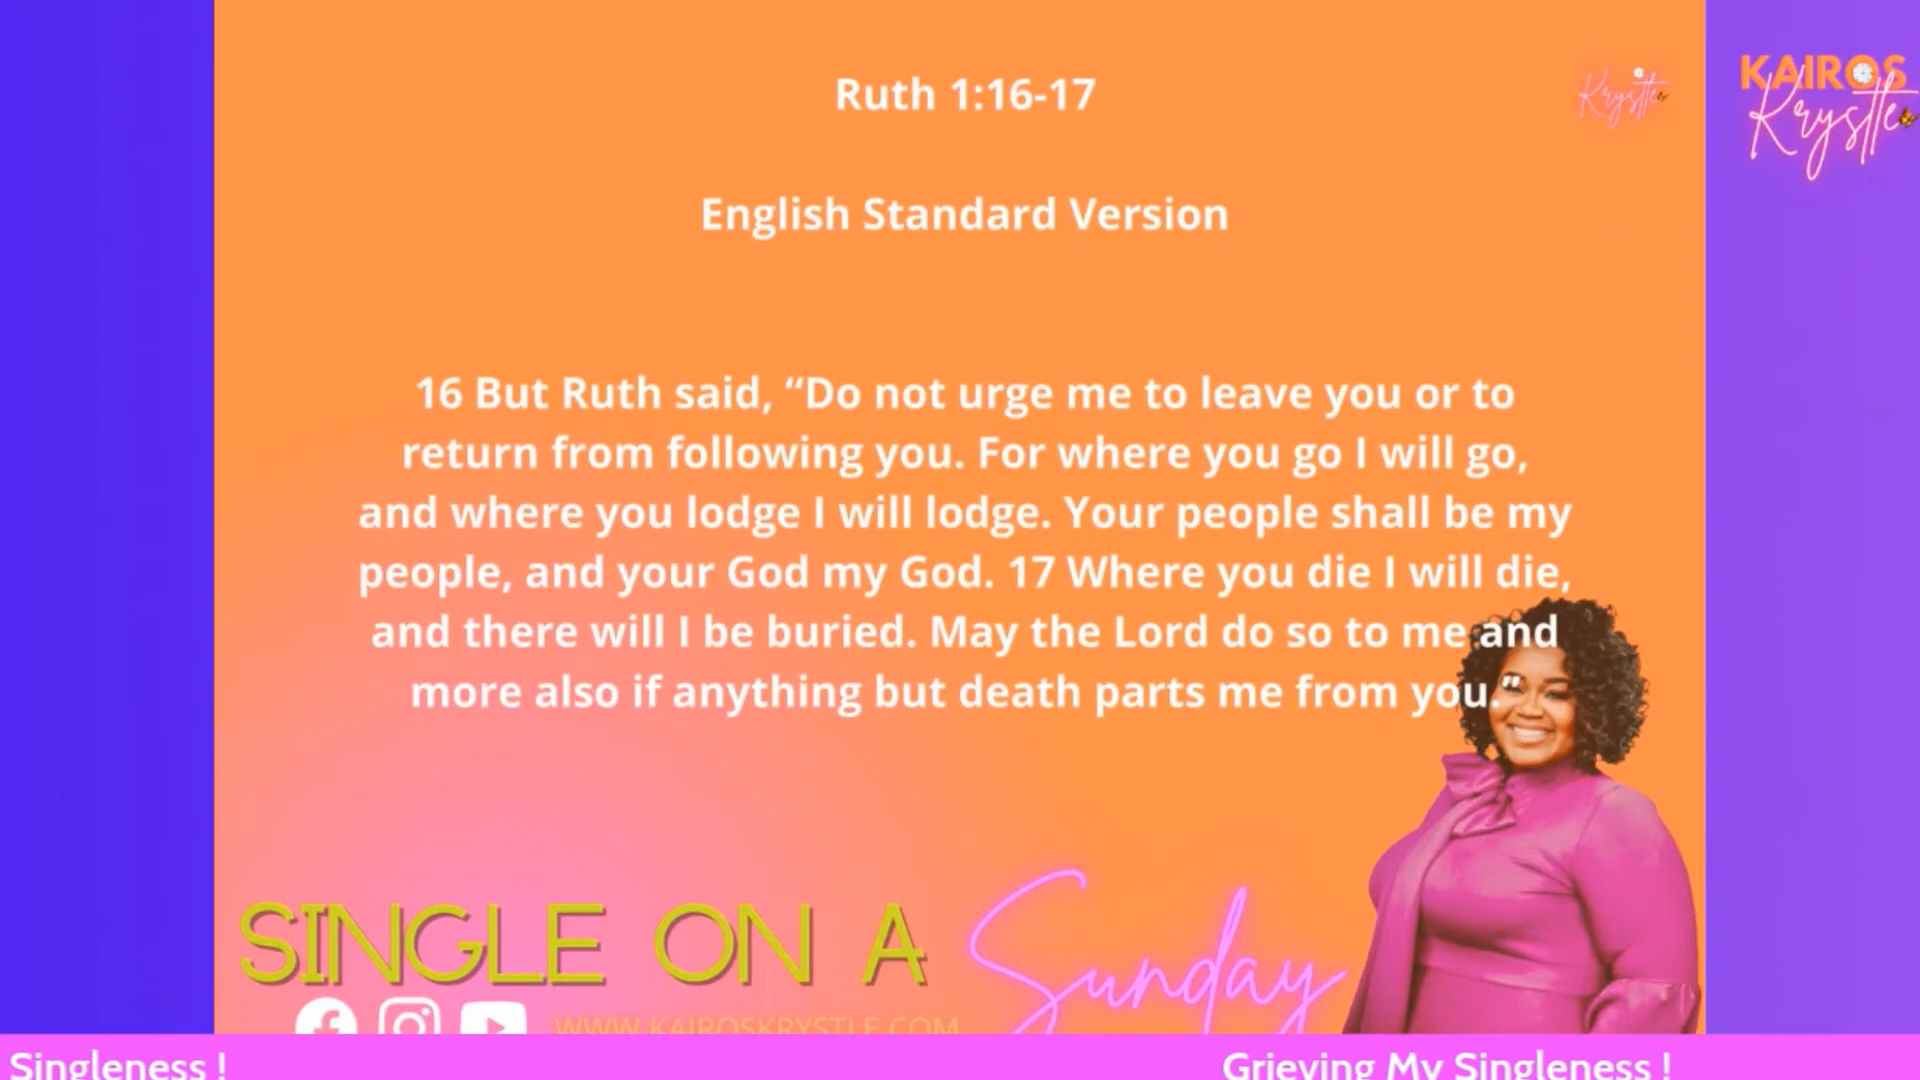 Ruth 1:16-17
Krystle
KAIROS
Krystle
English Standard Version
16 But Ruth said, “Do not urge me to leave you or to
return from following you. For where you go I will go,
and where you lodge I will lodge. Your people shall be my
people, and your God my God. 17 Where you die I will die,
and there will I be buried. May the Lord do so to me and
more also if anything but death parts me from you.”
SINGLE ON A Sunday
WWW.KAIROSKRYSTLE.COM
Singleness !
Grieving My Singleness !